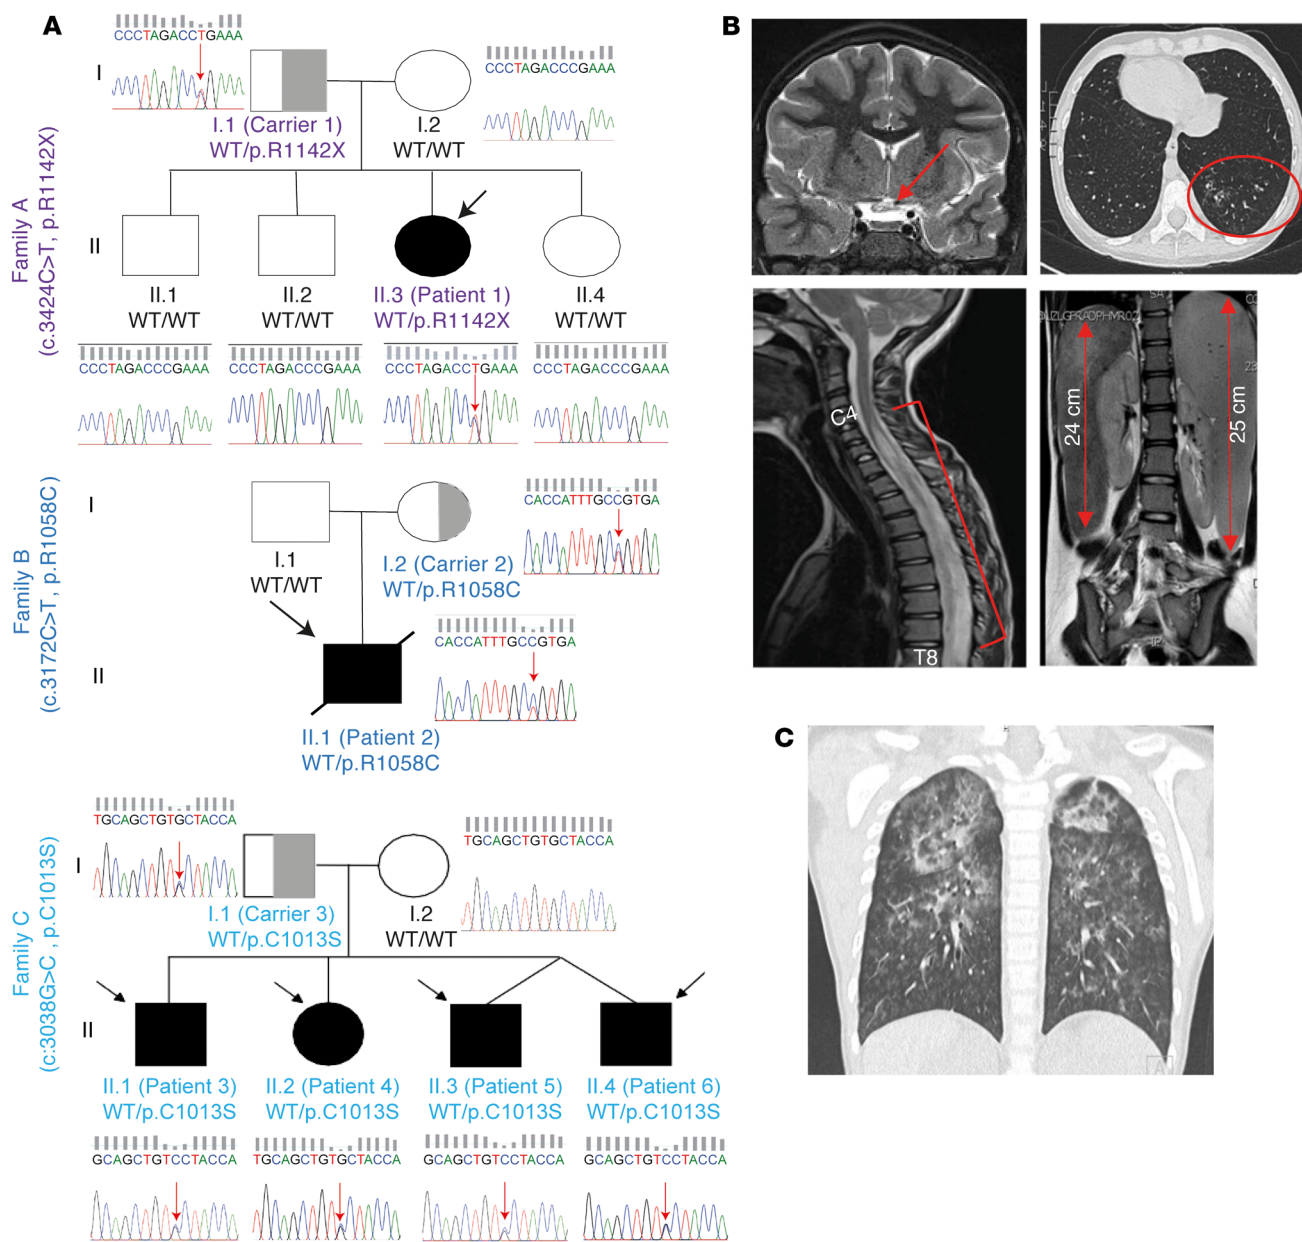 A
CCCTAGACCTGAAA
CCCTAGACCCGAAA
I
I.1 (Carrier 1)
WT/p.R1142X
I.2
WT/WT
Family A
(c.3424C>T, p.R1142X)
II
II.1
WT/WT
II.2
WT/WT
II.3 (Patient 1)
WT/p.R1142X
II.4
WT/WT
CCCTAGACCCGAAA
CCCTAGACCCGAAA
CCCTAGACCTGAAA
CCCTAGACCCGAAA
Family B
(c.3172C>T, p.R1058C)
I
CACCATTTGCCGTGA
I.1
WT/WT
I.2 (Carrier 2)
WT/p.R1058C
CACCATTTGCCGTGA
II
II.1 (Patient 2)
WT/p.R1058C
Family C
(c:3038G>C , p.C1013S)
TGCAGCTGTGCTACCA
TGCAGCTGTGCTACCA
I
I.1 (Carrier 3)
WT/p.C1013S
I.2
WT/WT
II
II.1 (Patient 3)
WT/p.C1013S
II.2 (Patient 4)
WT/p.C1013S
II.3 (Patient 5)
WT/p.C1013S
II.4 (Patient 6)
WT/p.C1013S
GCAGCTGTCCTACCA
TGCAGCTGTGCTACCA
GCAGCTGTCCTACCA
GCAGCTGTCCTACCA
B
C4
T8
SA
24 cm
25 cm
C